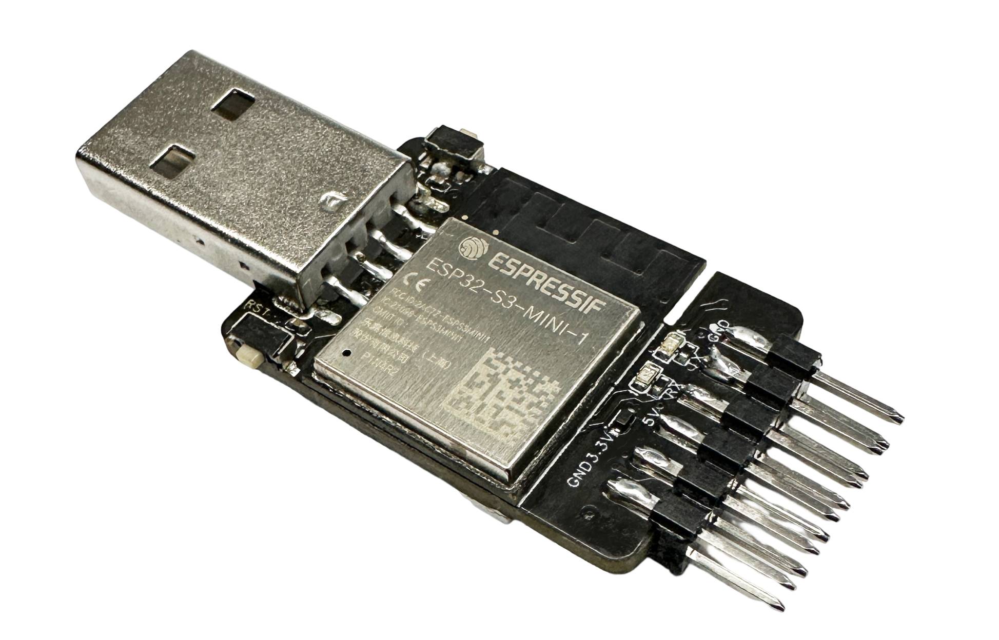 ESPRESSIF
ESP32-S3-MINI-1
CE
FCC ID:2AC7Z-ESPS3MINI1
IC:21098-ESPS3MINI1
CMIIT ID:
乐鑫信息科技（上海）
股份有限公司
RST
GND
TX
RX
5V
3.3V
GND